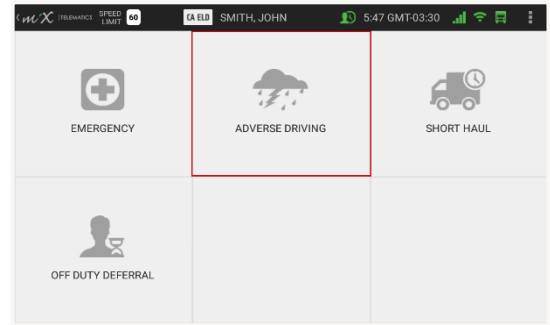 mX TELEMATICS SPEED LIMIT 60 CA ELD SMITH, JOHN 5:47 GMT-03:30
EMERGENCY ADVERSE DRIVING SHORT HAUL
OFF DUTY DEFERRAL